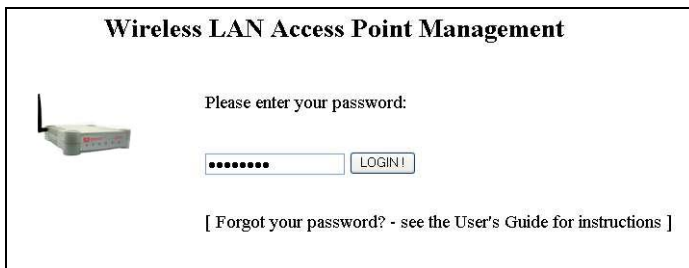 Wireless LAN Access Point Management
Please enter your password:
●●●●●●●●
LOGIN!
[ Forgot your password? - see the User's Guide for instructions ]